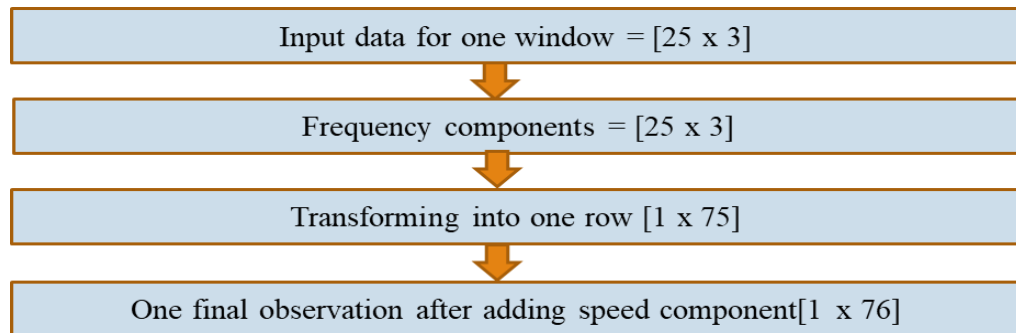 Input data for one window = [25 x 3]
Frequency components = [25 x 3]
Transforming into one row [1 x 75]
One final observation after adding speed component[1 x 76]